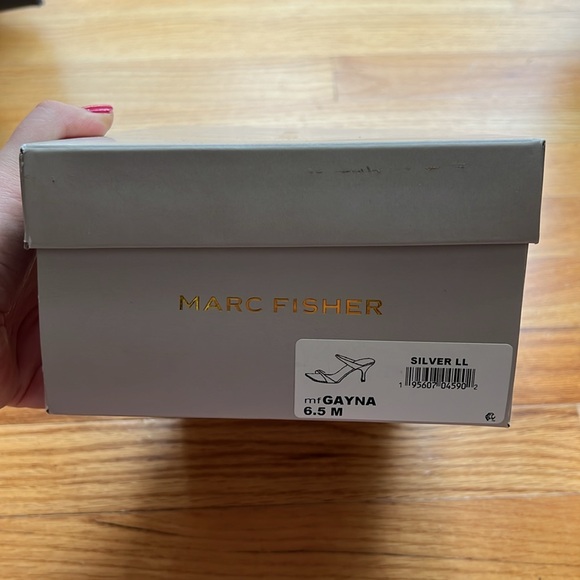 MARC FISHER
SILVER LL
1 95607 04590 2
mfGAYNA
6.5 M